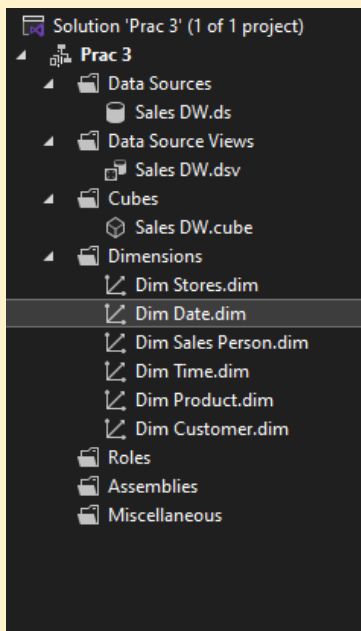 Solution 'Prac 3' (1 of 1 project)
Prac 3
Data Sources
Sales DW.ds
Data Source Views
Sales DW.dsv
Cubes
Sales DW.cube
Dimensions
Dim Stores.dim
Dim Date.dim
Dim Sales Person.dim
Dim Time.dim
Dim Product.dim
Dim Customer.dim
Roles
Assemblies
Miscellaneous